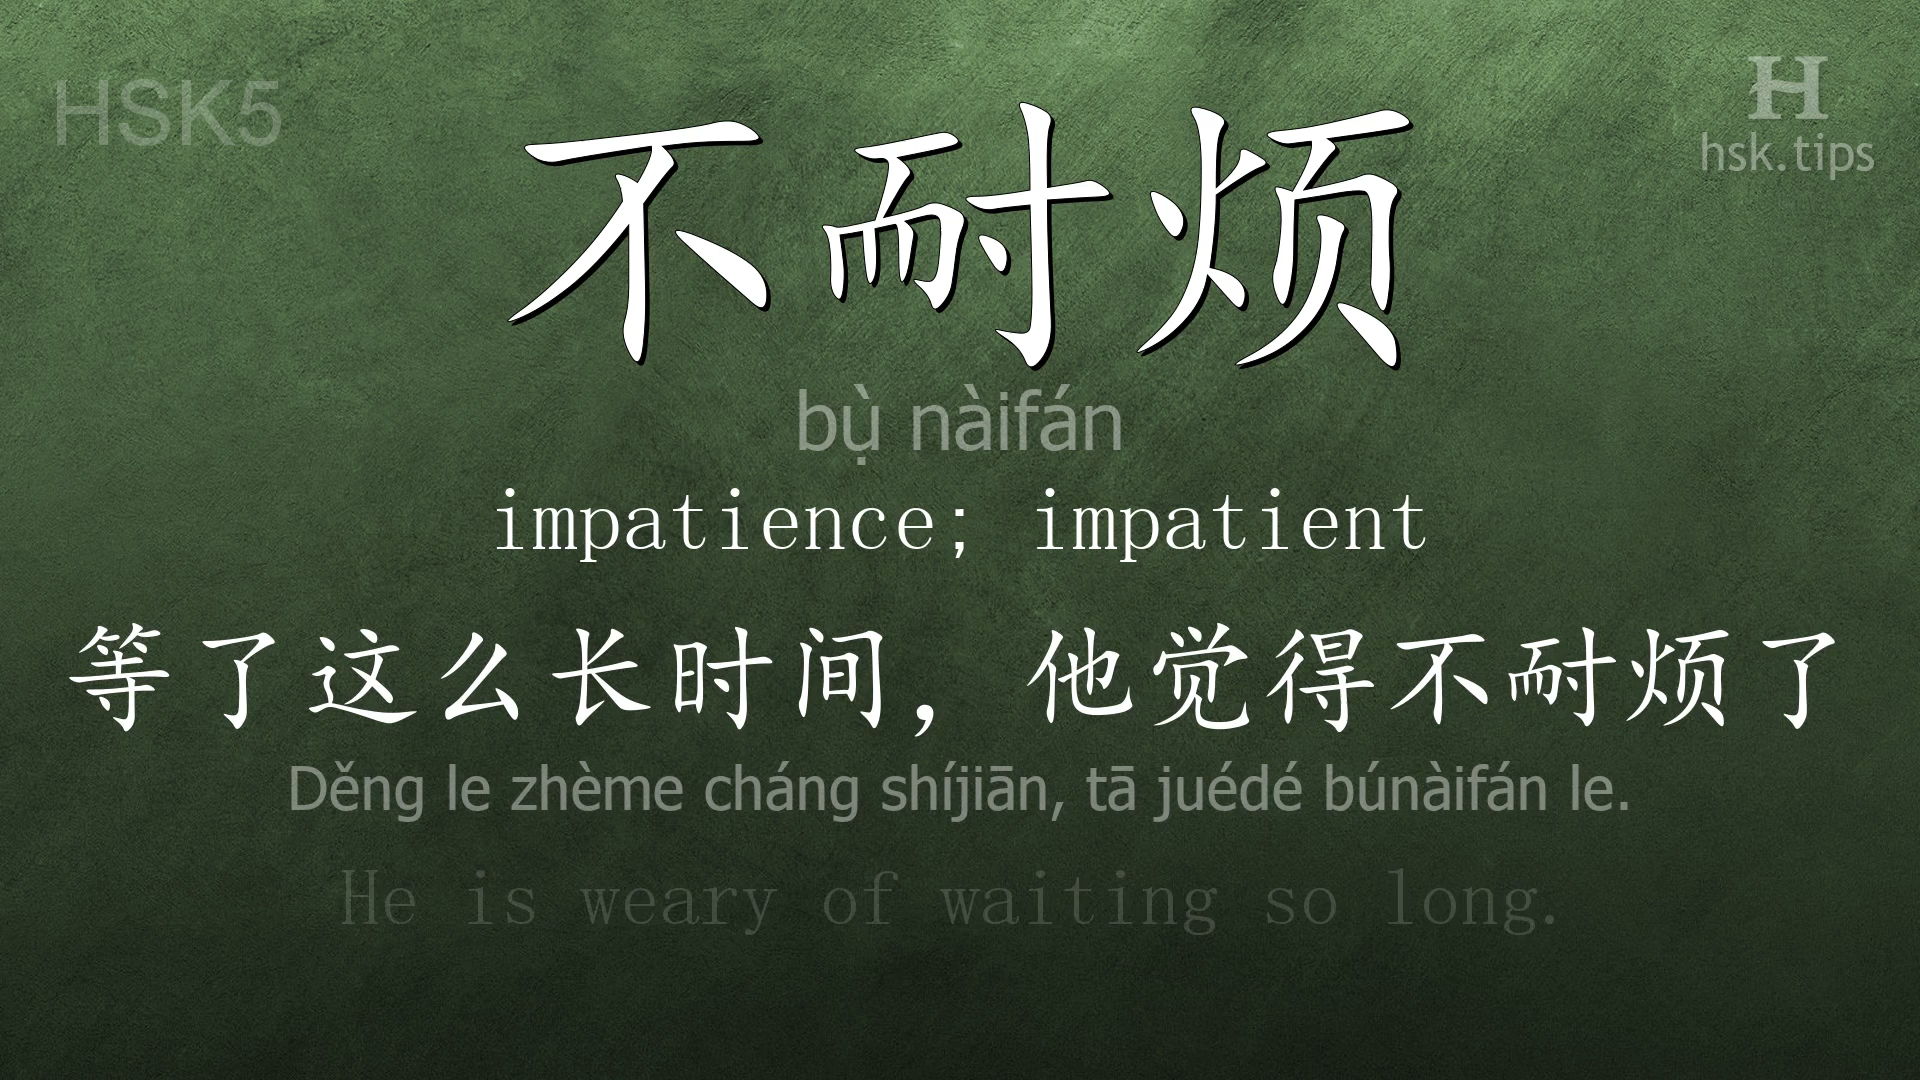 HSK5
H
hsk.tips
不耐烦
bụ̀ nàifán
impatience; impatient
等了这么长时间，他觉得不耐烦了
Děng le zhème cháng shíjiān, tā juédé búnàifán le.
He is weary of waiting so long.